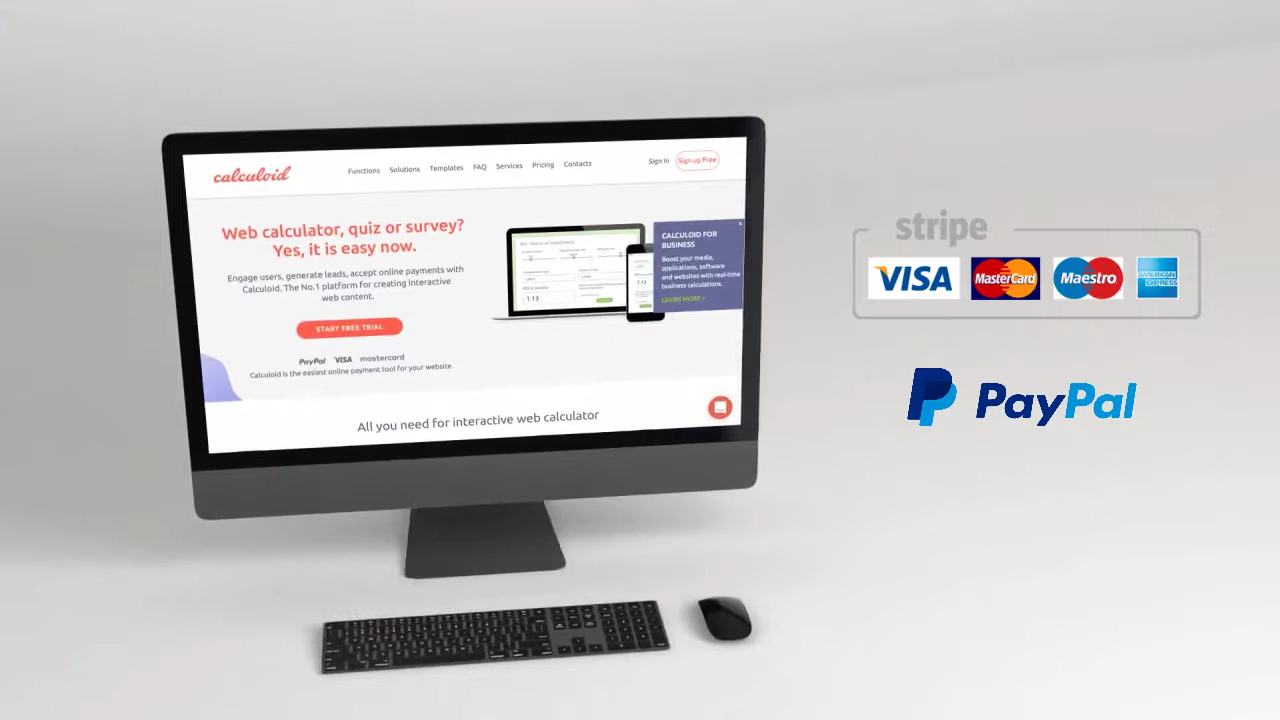 calculoid
Functions Solutions Templates FAQ Services Pricing Contacts
Sign In Sign up Free
Web calculator, quiz or survey?
Yes, it is easy now.
Engage users, generate leads, accept online payments with
Calculoid. The No.1 platform for creating interactive
web content.
START FREE TRIAL
PayPal VISA mastercard
Calculoid is the easiest online payment tool for your website.
1.13
1.13
CALCULOID FOR
BUSINESS
Boost your media,
applications, software
and websites with real-time
business calculations.
LEARN MORE >
All you need for interactive web calculator
stripe
VISA MasterCard Maestro AMERICAN EXPRESS
PayPal